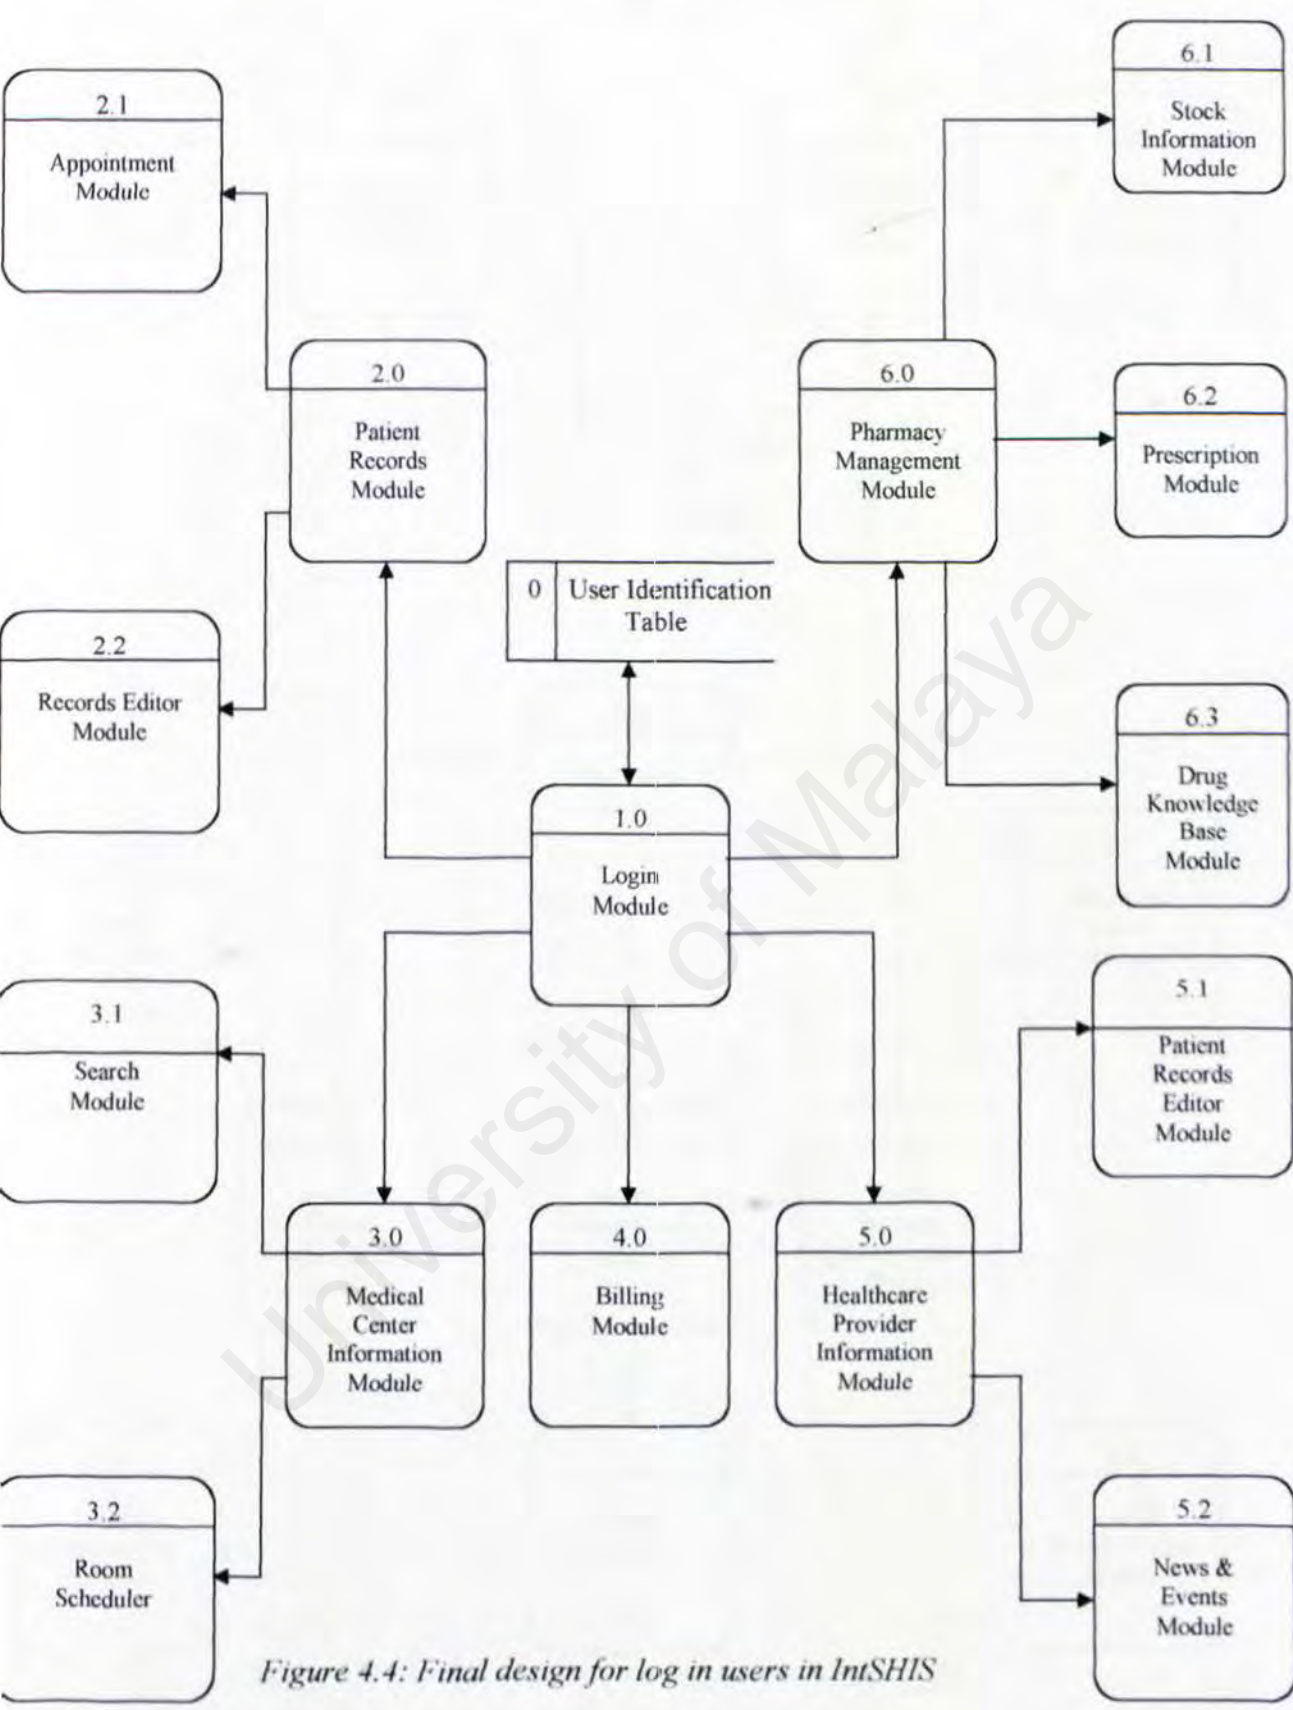 6.1
Stock
Information
Module
2.1
Appointment
Module
2.0
Patient
Records
Module
6.0
Pharmacy
Management
Module
6.2
Prescription
Module
0 User Identification
Table
2.2
Records Editor
Module
6.3
Drug
Knowledge
Base
Module
1.0
Login
Module
3.1
Search
Module
5.1
Patient
Records
Editor
Module
3.0
Medical
Center
Information
Module
4.0
Billing
Module
5.0
Healthcare
Provider
Information
Module
3.2
Room
Scheduler
5.2
News &
Events
Module
Figure 4.4: Final design for log in users in IntSHIS
University of Malaya